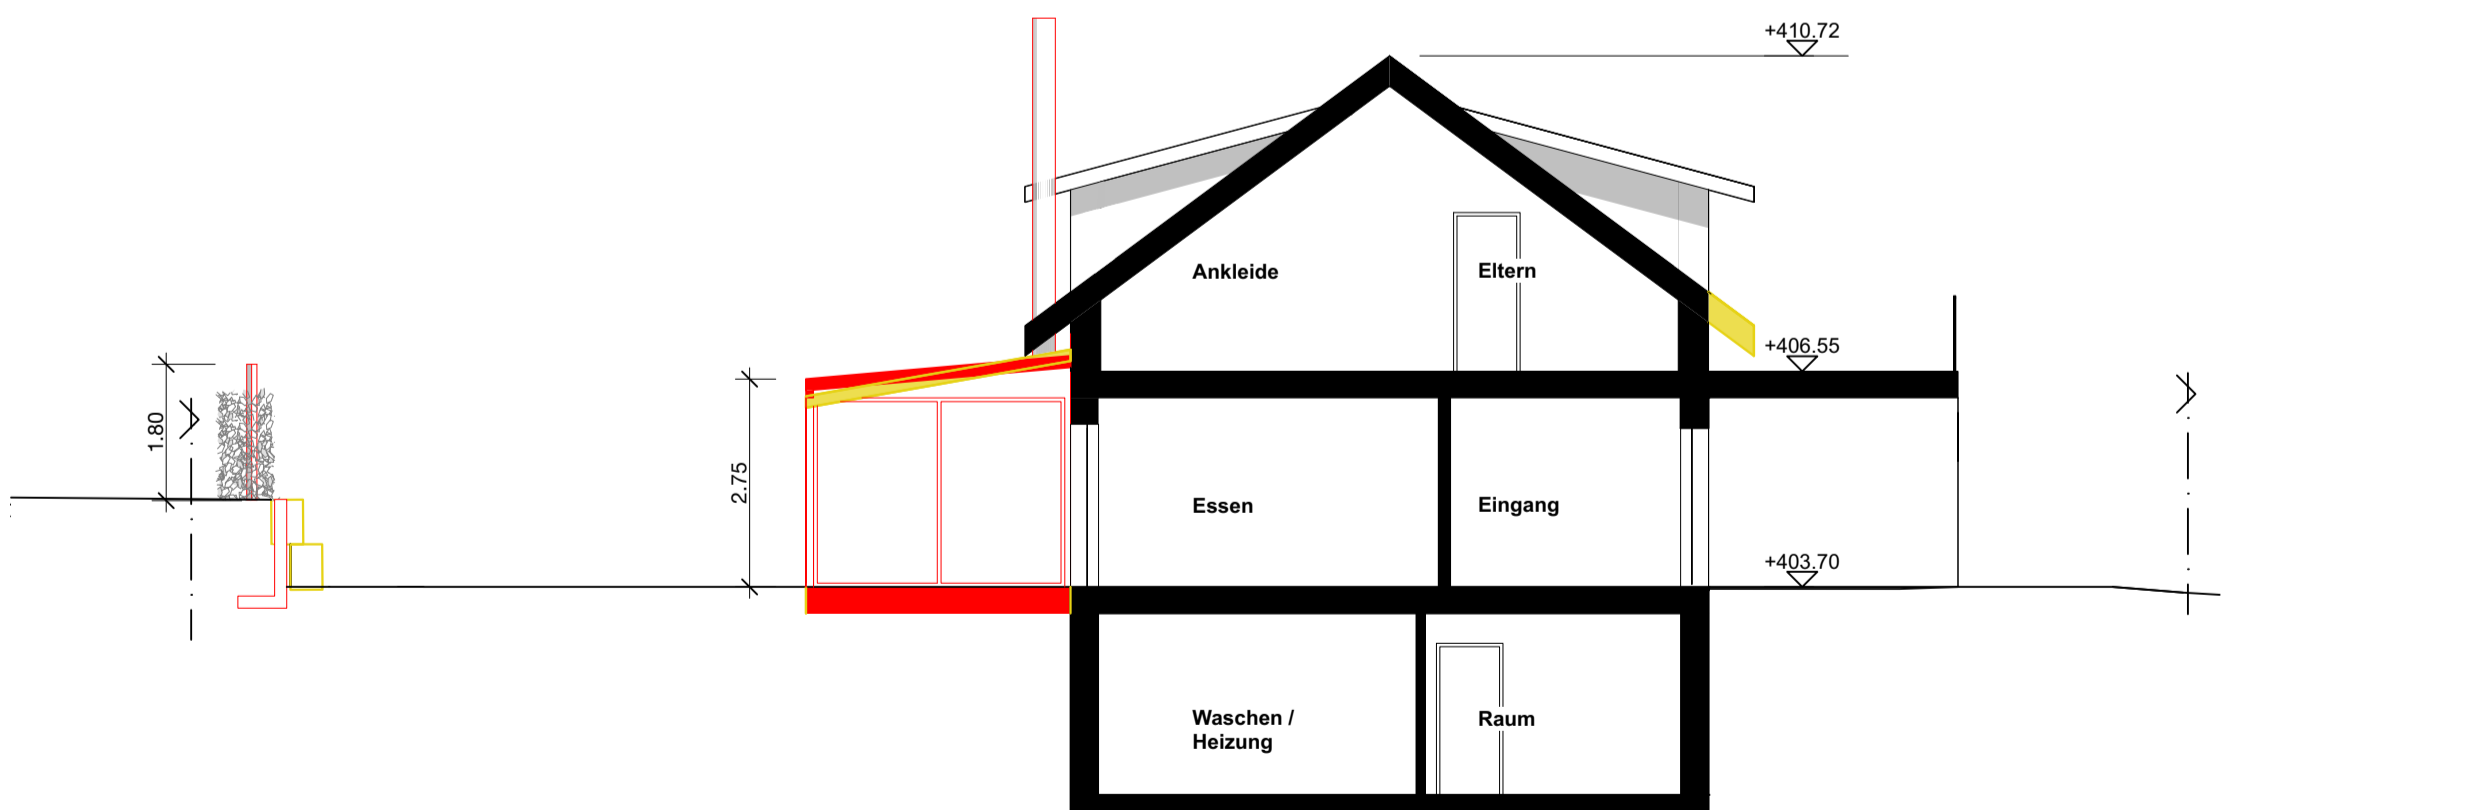 +410.72
Ankleide
Eltern
+406.55
1.80
2.75
Essen
Eingang
+403.70
Waschen /
Heizung
Raum